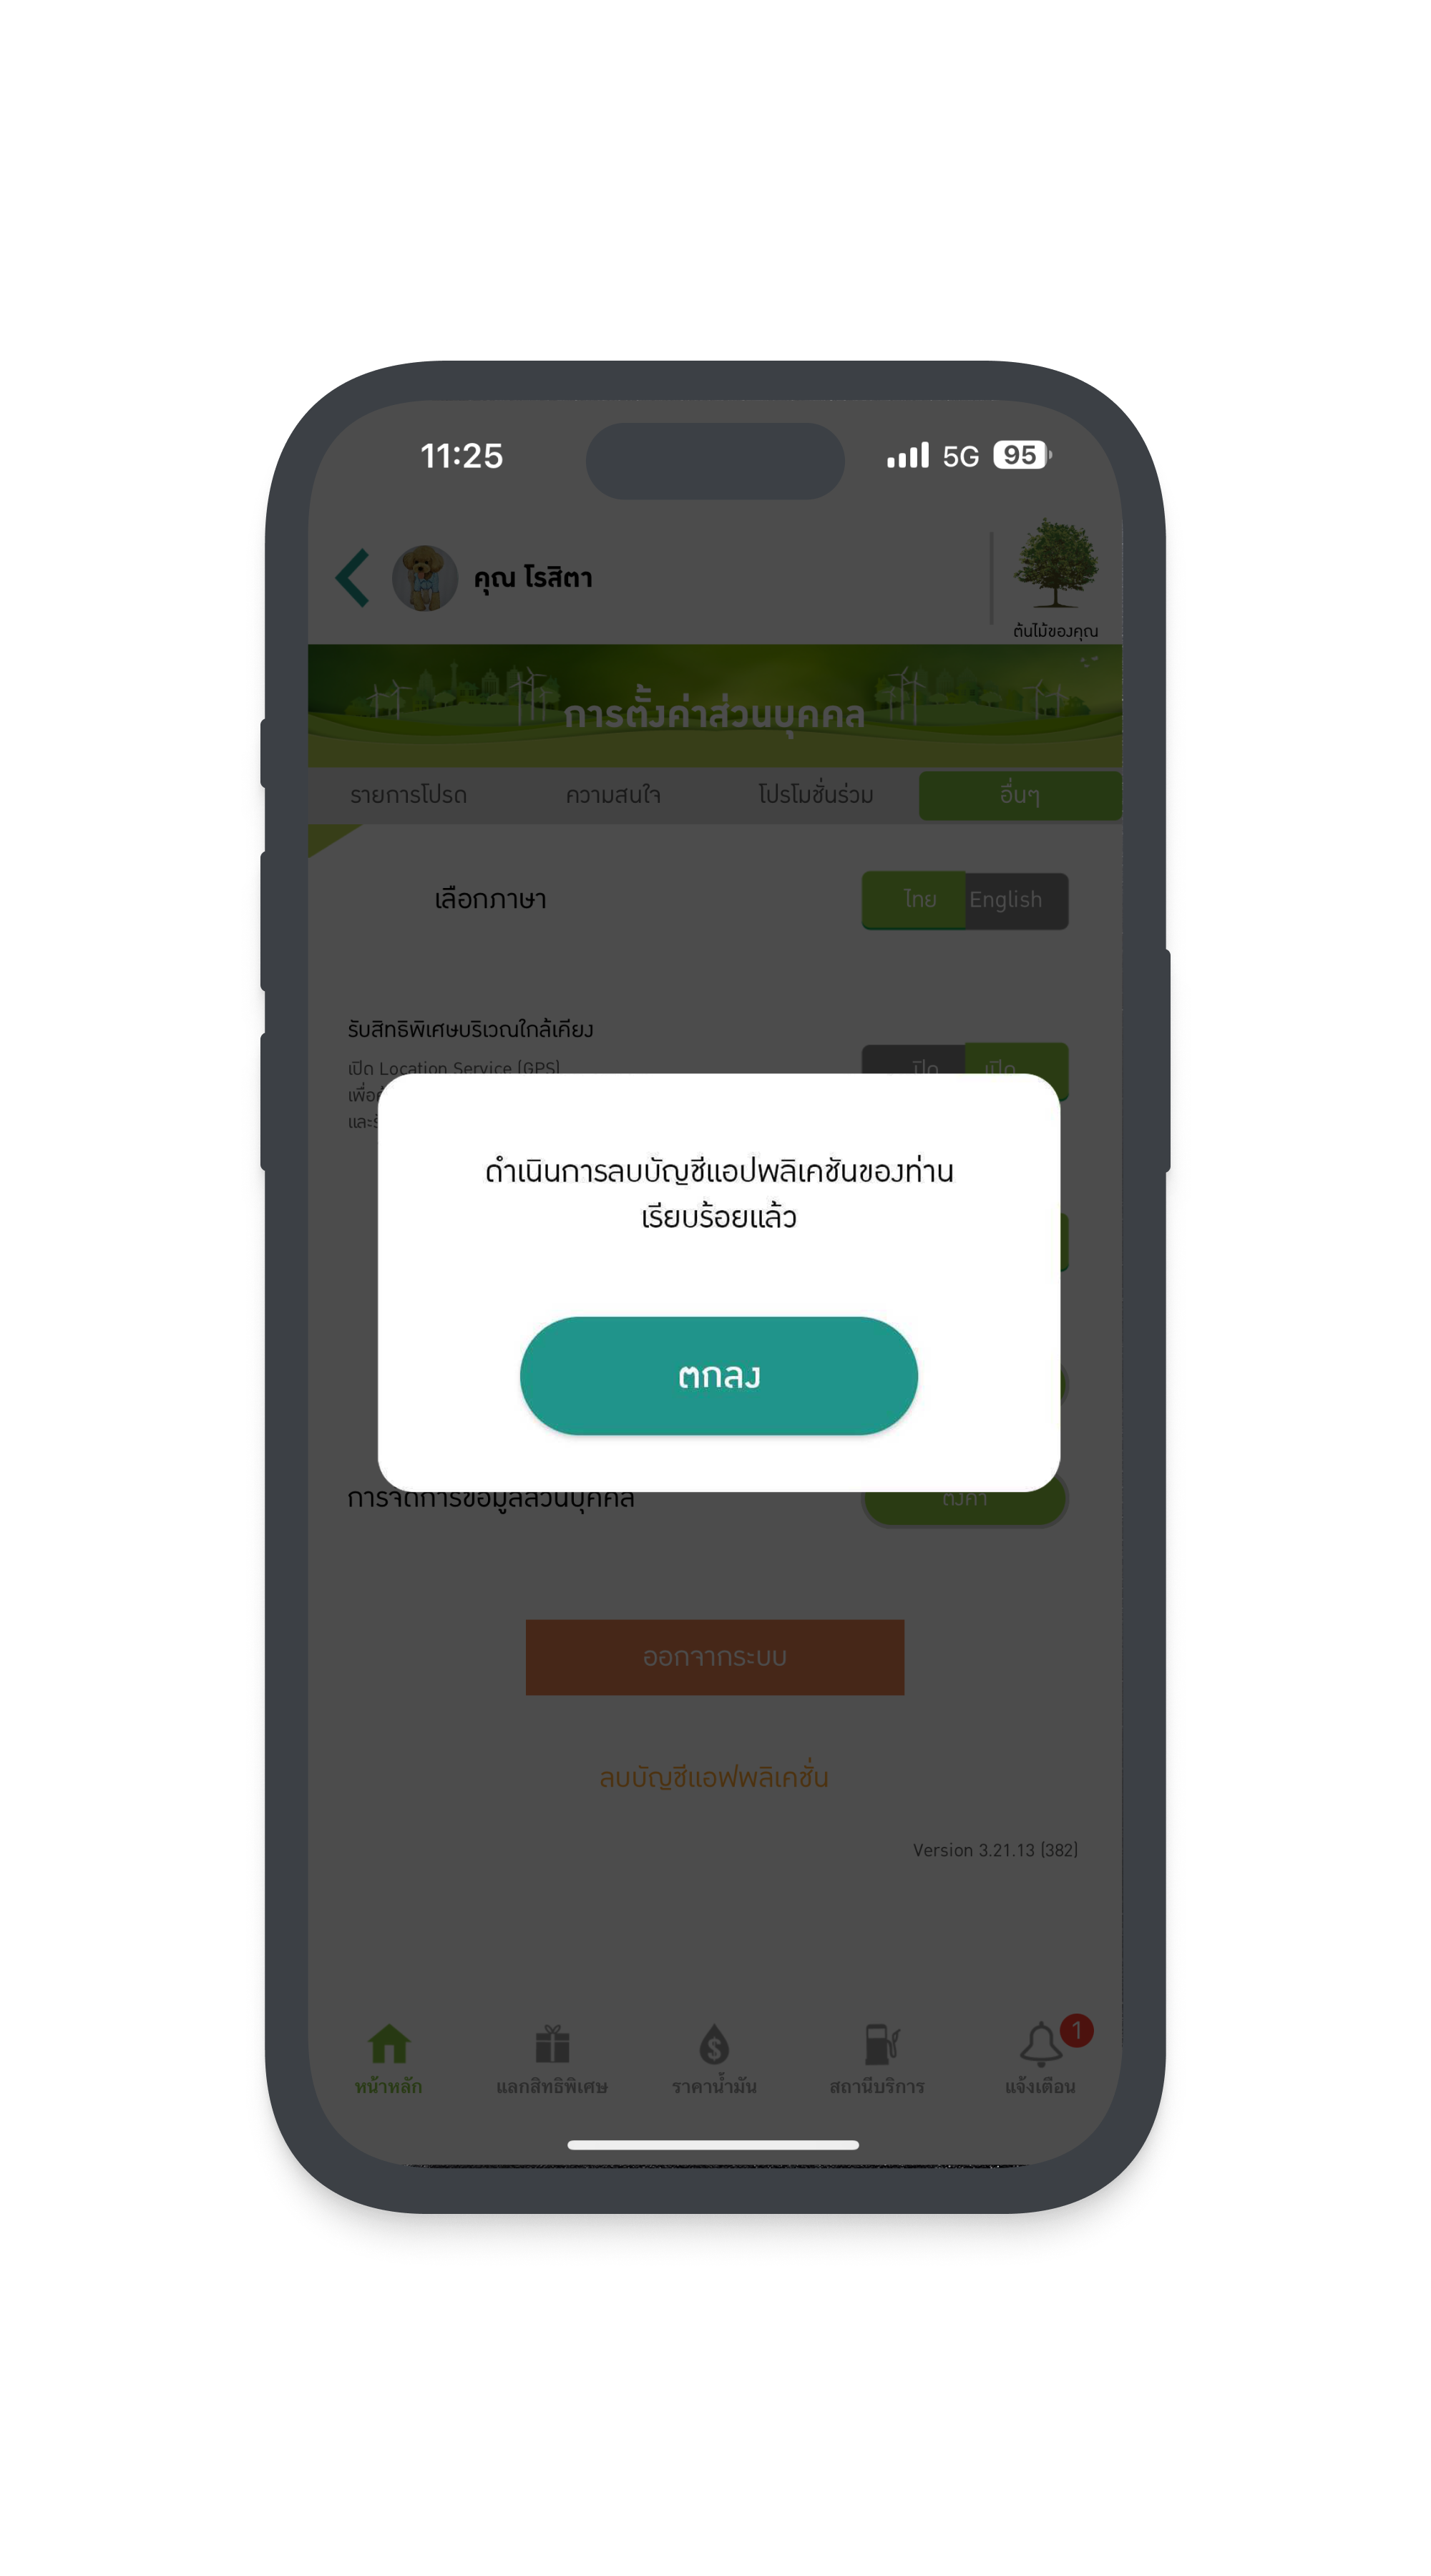 11:25
5G 95
คุณ โรสิตา
ต้นไม้ของคุณ
การตั้งค่าส่วนบุคคล
รายการโปรด ความสนใจ โปรโมชั่นร่วม อื่นๆ
เลือกภาษา
ไทย English
รับสิทธิพิเศษบริเวณใกล้เคียง
เปิด Location Service (GPS)
ปิด เปิด
ดำเนินการลบบัญชีแอปพลิเคชันของท่าน
เรียบร้อยแล้ว
ตกลง
การจัดการข้อมูลส่วนบุคคล
ตั้งค่า
ออกจากระบบ
ลบบัญชีแอฟพลิเคชั่น
Version 3.21.13 (382)
1
หน้าหลัก แลกสิทธิพิเศษ ราคาน้ำมัน สถานีบริการ แจ้งเตือน